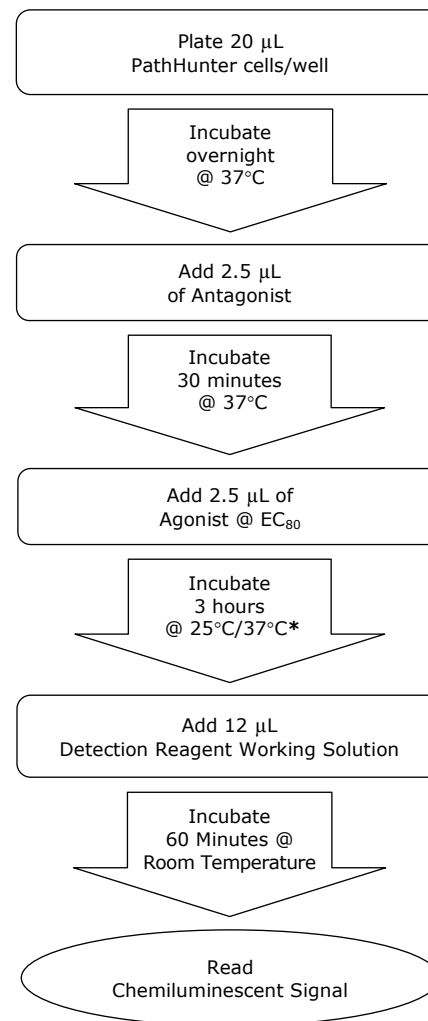 Plate 20 μL
PathHunter cells/well
Incubate
overnight
@ 37°C
Add 2.5 μL
of Antagonist
Incubate
30 minutes
@ 37°C
Add 2.5 μL of
Agonist @ EC₈₀
Incubate
3 hours
@ 25°C/37°C*
Add 12 μL
Detection Reagent Working Solution
Incubate
60 Minutes @
Room Temperature
Read
Chemiluminescent Signal